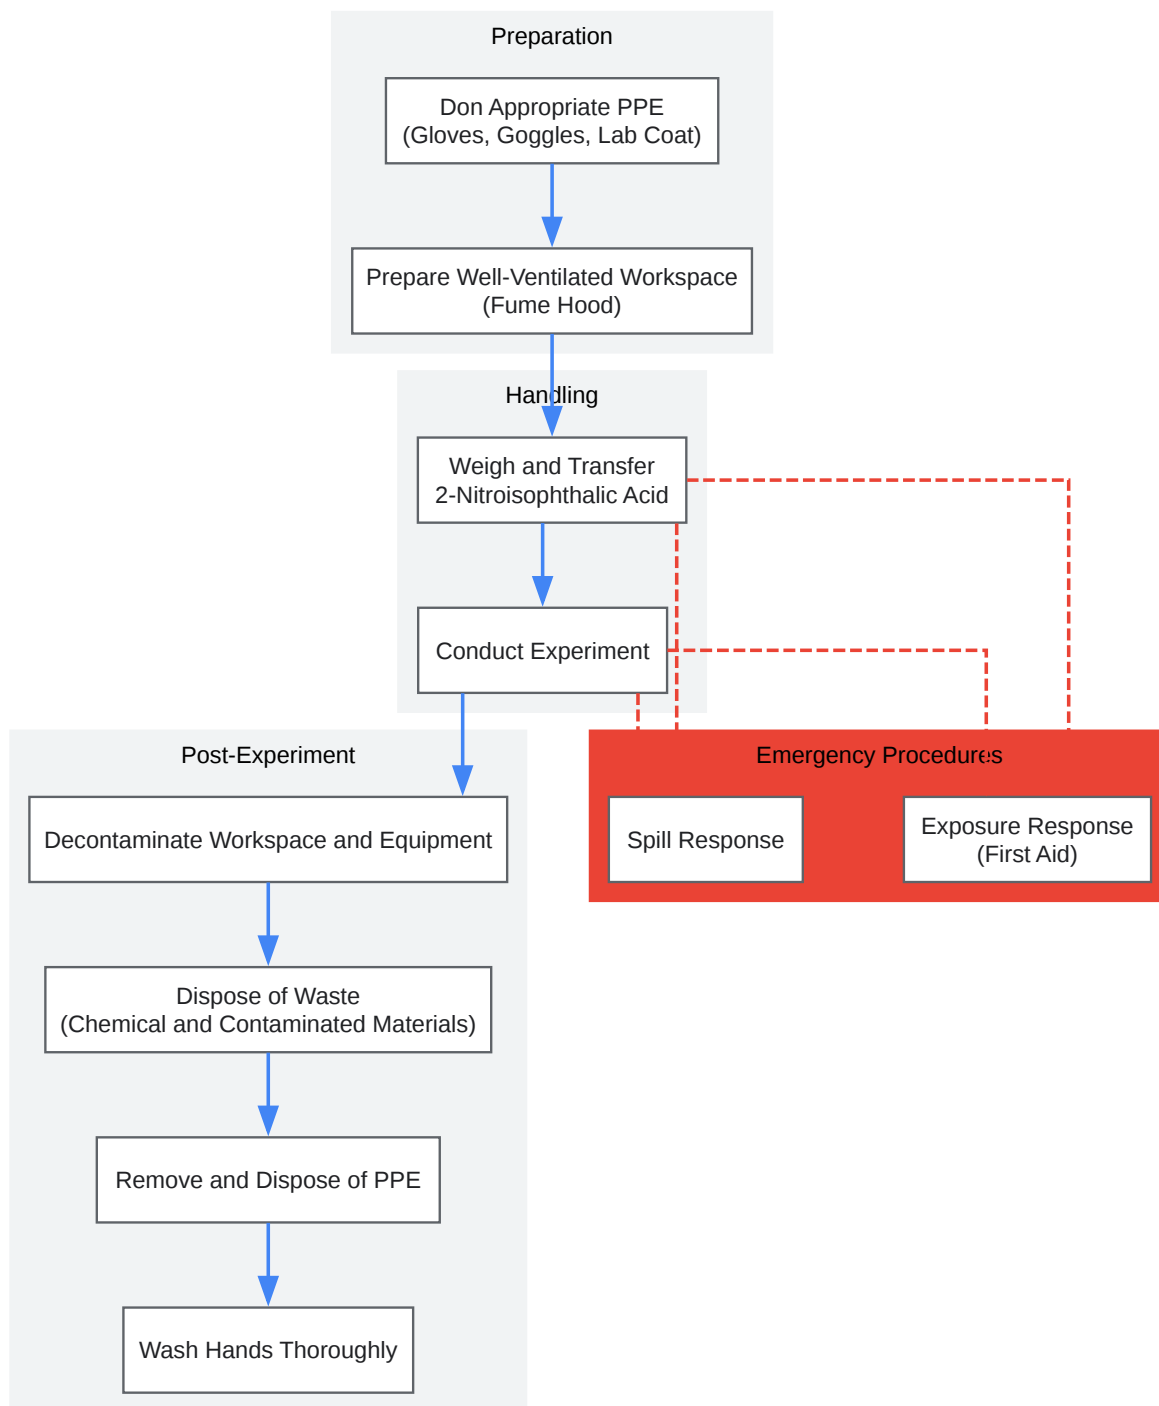 Preparation
Don Appropriate PPE
(Gloves, Goggles, Lab Coat)
Prepare Well-Ventilated Workspace
(Fume Hood)
Handling
Weigh and Transfer
2-Nitroisophthalic Acid
Conduct Experiment
Post-Experiment
Decontaminate Workspace and Equipment
Dispose of Waste
(Chemical and Contaminated Materials)
Remove and Dispose of PPE
Wash Hands Thoroughly
Emergency Procedures
Spill Response
Exposure Response
(First Aid)